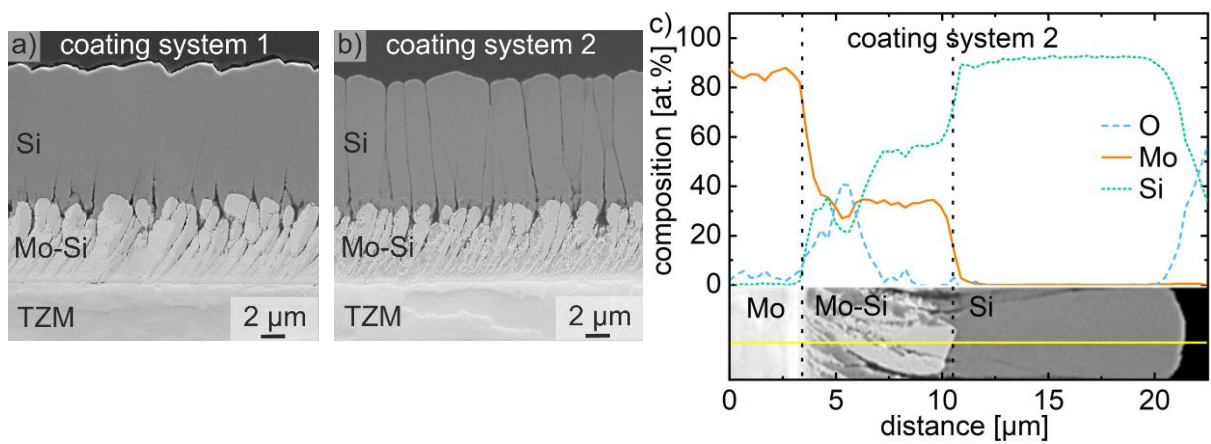 a) coating system 1
Si
Mo-Si
TZM
2 µm
b) coating system 2
Si
Mo-Si
TZM
2 µm
c)
coating system 2
composition [at.%]
100
80
60
40
20
0
O
Mo
Si
Mo
Mo-Si
Si
0 5 10 15 20
distance [µm]